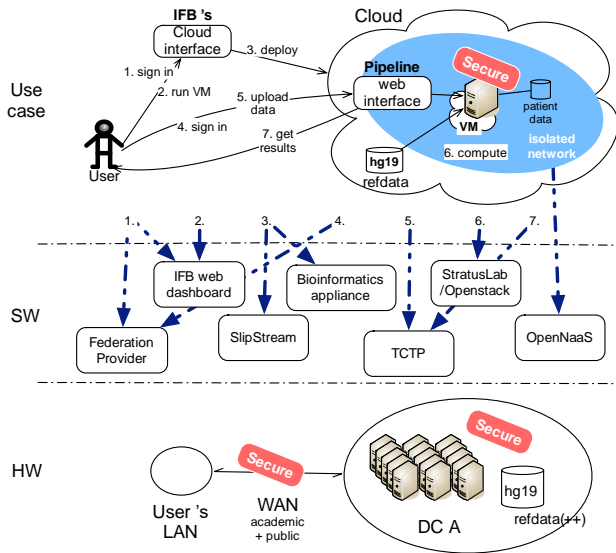 IFB 's
Cloud interface
Cloud
3. deploy
1. sign in
2. run VM
Use case
Pipeline
web interface
Secure
VM
patient data
5. upload data
4. sign in
7. get results
6. compute
isolated network
hg19
refdata
User
1.
2.
3.
4.
5.
6.
7.
SW
IFB web dashboard
Bioinformatics appliance
StratusLab /Openstack
Federation Provider
SlipStream
TCTP
OpenNaaS
HW
Secure
Secure
User 's LAN
WAN
academic + public
DC A
hg19
refdata(++)